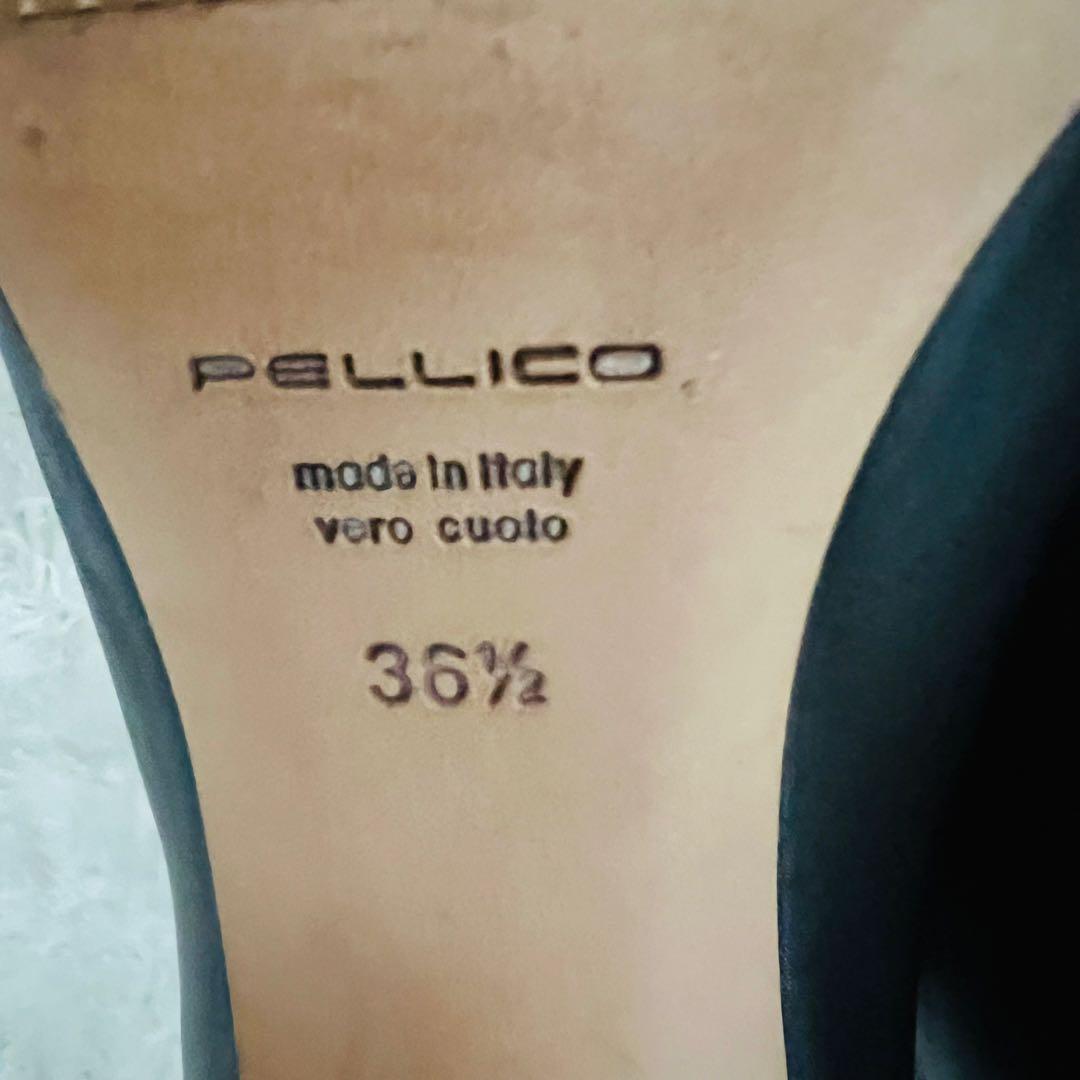 PELLICO
made in Italy
vero cuoio
36½